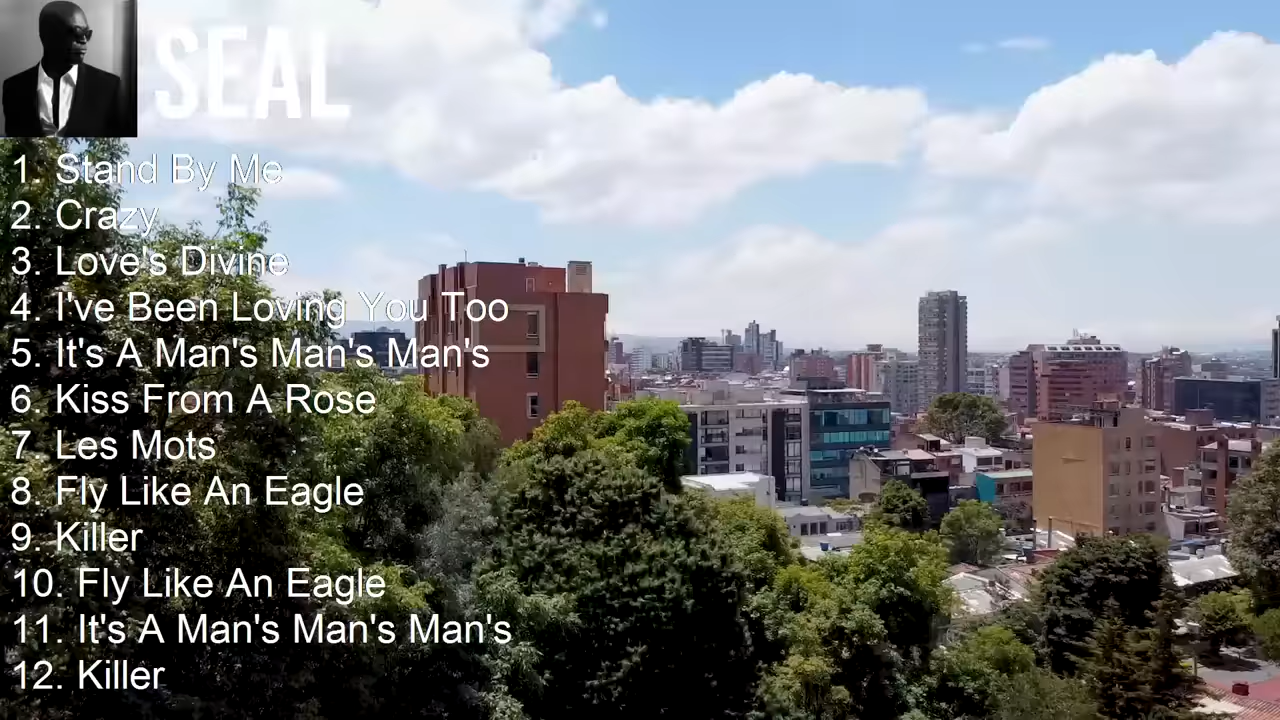 SEAL
1. Stand By Me
2. Crazy
3. Love's Divine
4. I've Been Loving You Too
5. It's A Man's Man's Man's
6. Kiss From A Rose
7. Les Mots
8. Fly Like An Eagle
9. Killer
10. Fly Like An Eagle
11. It's A Man's Man's Man's
12. Killer